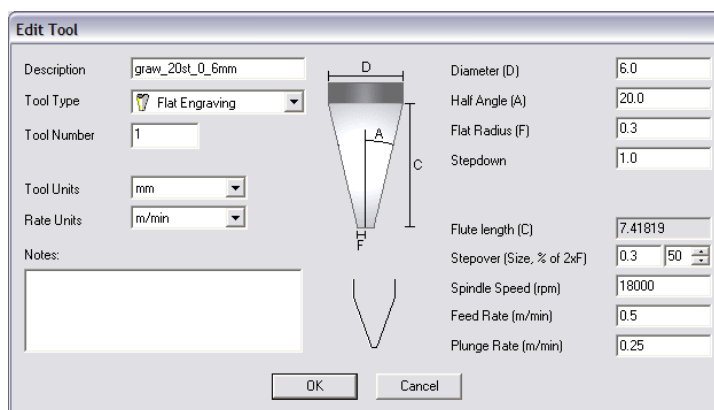 Edit Tool
Description graw_20st_0_6mm
Tool Type Flat Engraving
Tool Number 1
Tool Units mm
Rate Units m/min
Notes:
D
A
C
F
Diameter (D) 6.0
Half Angle (A) 20.0
Flat Radius (F) 0.3
Stepdown 1.0
Flute length (C) 7.41819
Stepover (Size, % of 2xF) 0.3 50
Spindle Speed (rpm) 18000
Feed Rate (m/min) 0.5
Plunge Rate (m/min) 0.25
OK Cancel